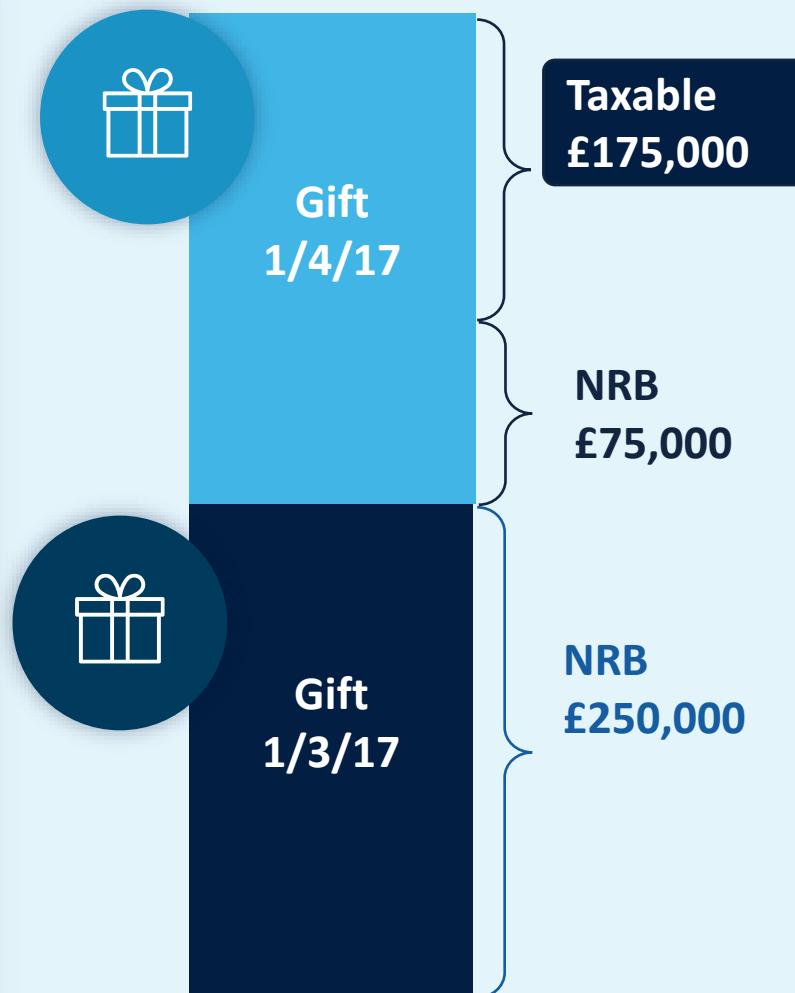 Taxable
£175,000
Gift
1/4/17
NRB
£75,000
NRB
£250,000
Gift
1/3/17